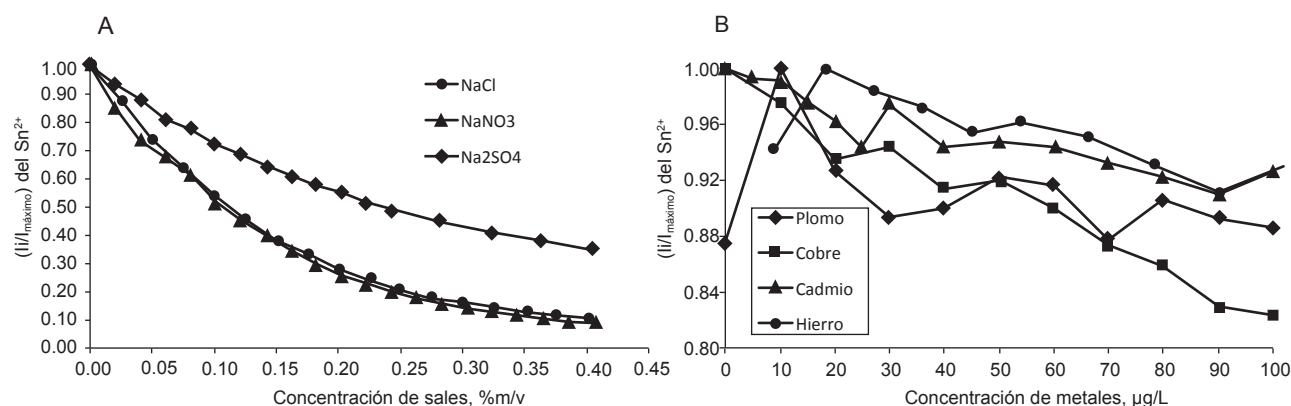 A
1.00
0.90
0.80
0.70
0.60
0.50
0.40
0.30
0.20
0.10
0.00
(Ii/Imáximo) del Sn²⁺
NaCl
NaNO3
Na2SO4
0.00 0.05 0.10 0.15 0.20 0.25 0.30 0.35 0.40 0.45
Concentración de sales, %m/v
B
1.00
0.96
0.92
0.88
0.84
0.80
(Ii/Imáximo) del Sn²⁺
Plomo
Cobre
Cadmio
Hierro
0 10 20 30 40 50 60 70 80 90 100
Concentración de metales, µg/L